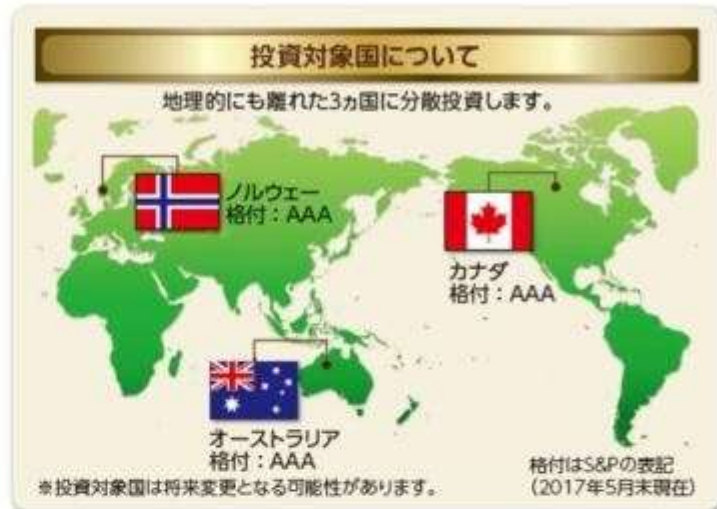 投資対象国について
地理的にも離れた3ヵ国に分散投資します。
ノルウェー
格付：AAA
カナダ
格付：AAA
オーストラリア
格付：AAA
格付はS&Pの表記
（2017年5月末現在）
※投資対象国は将来変更となる可能性があります。